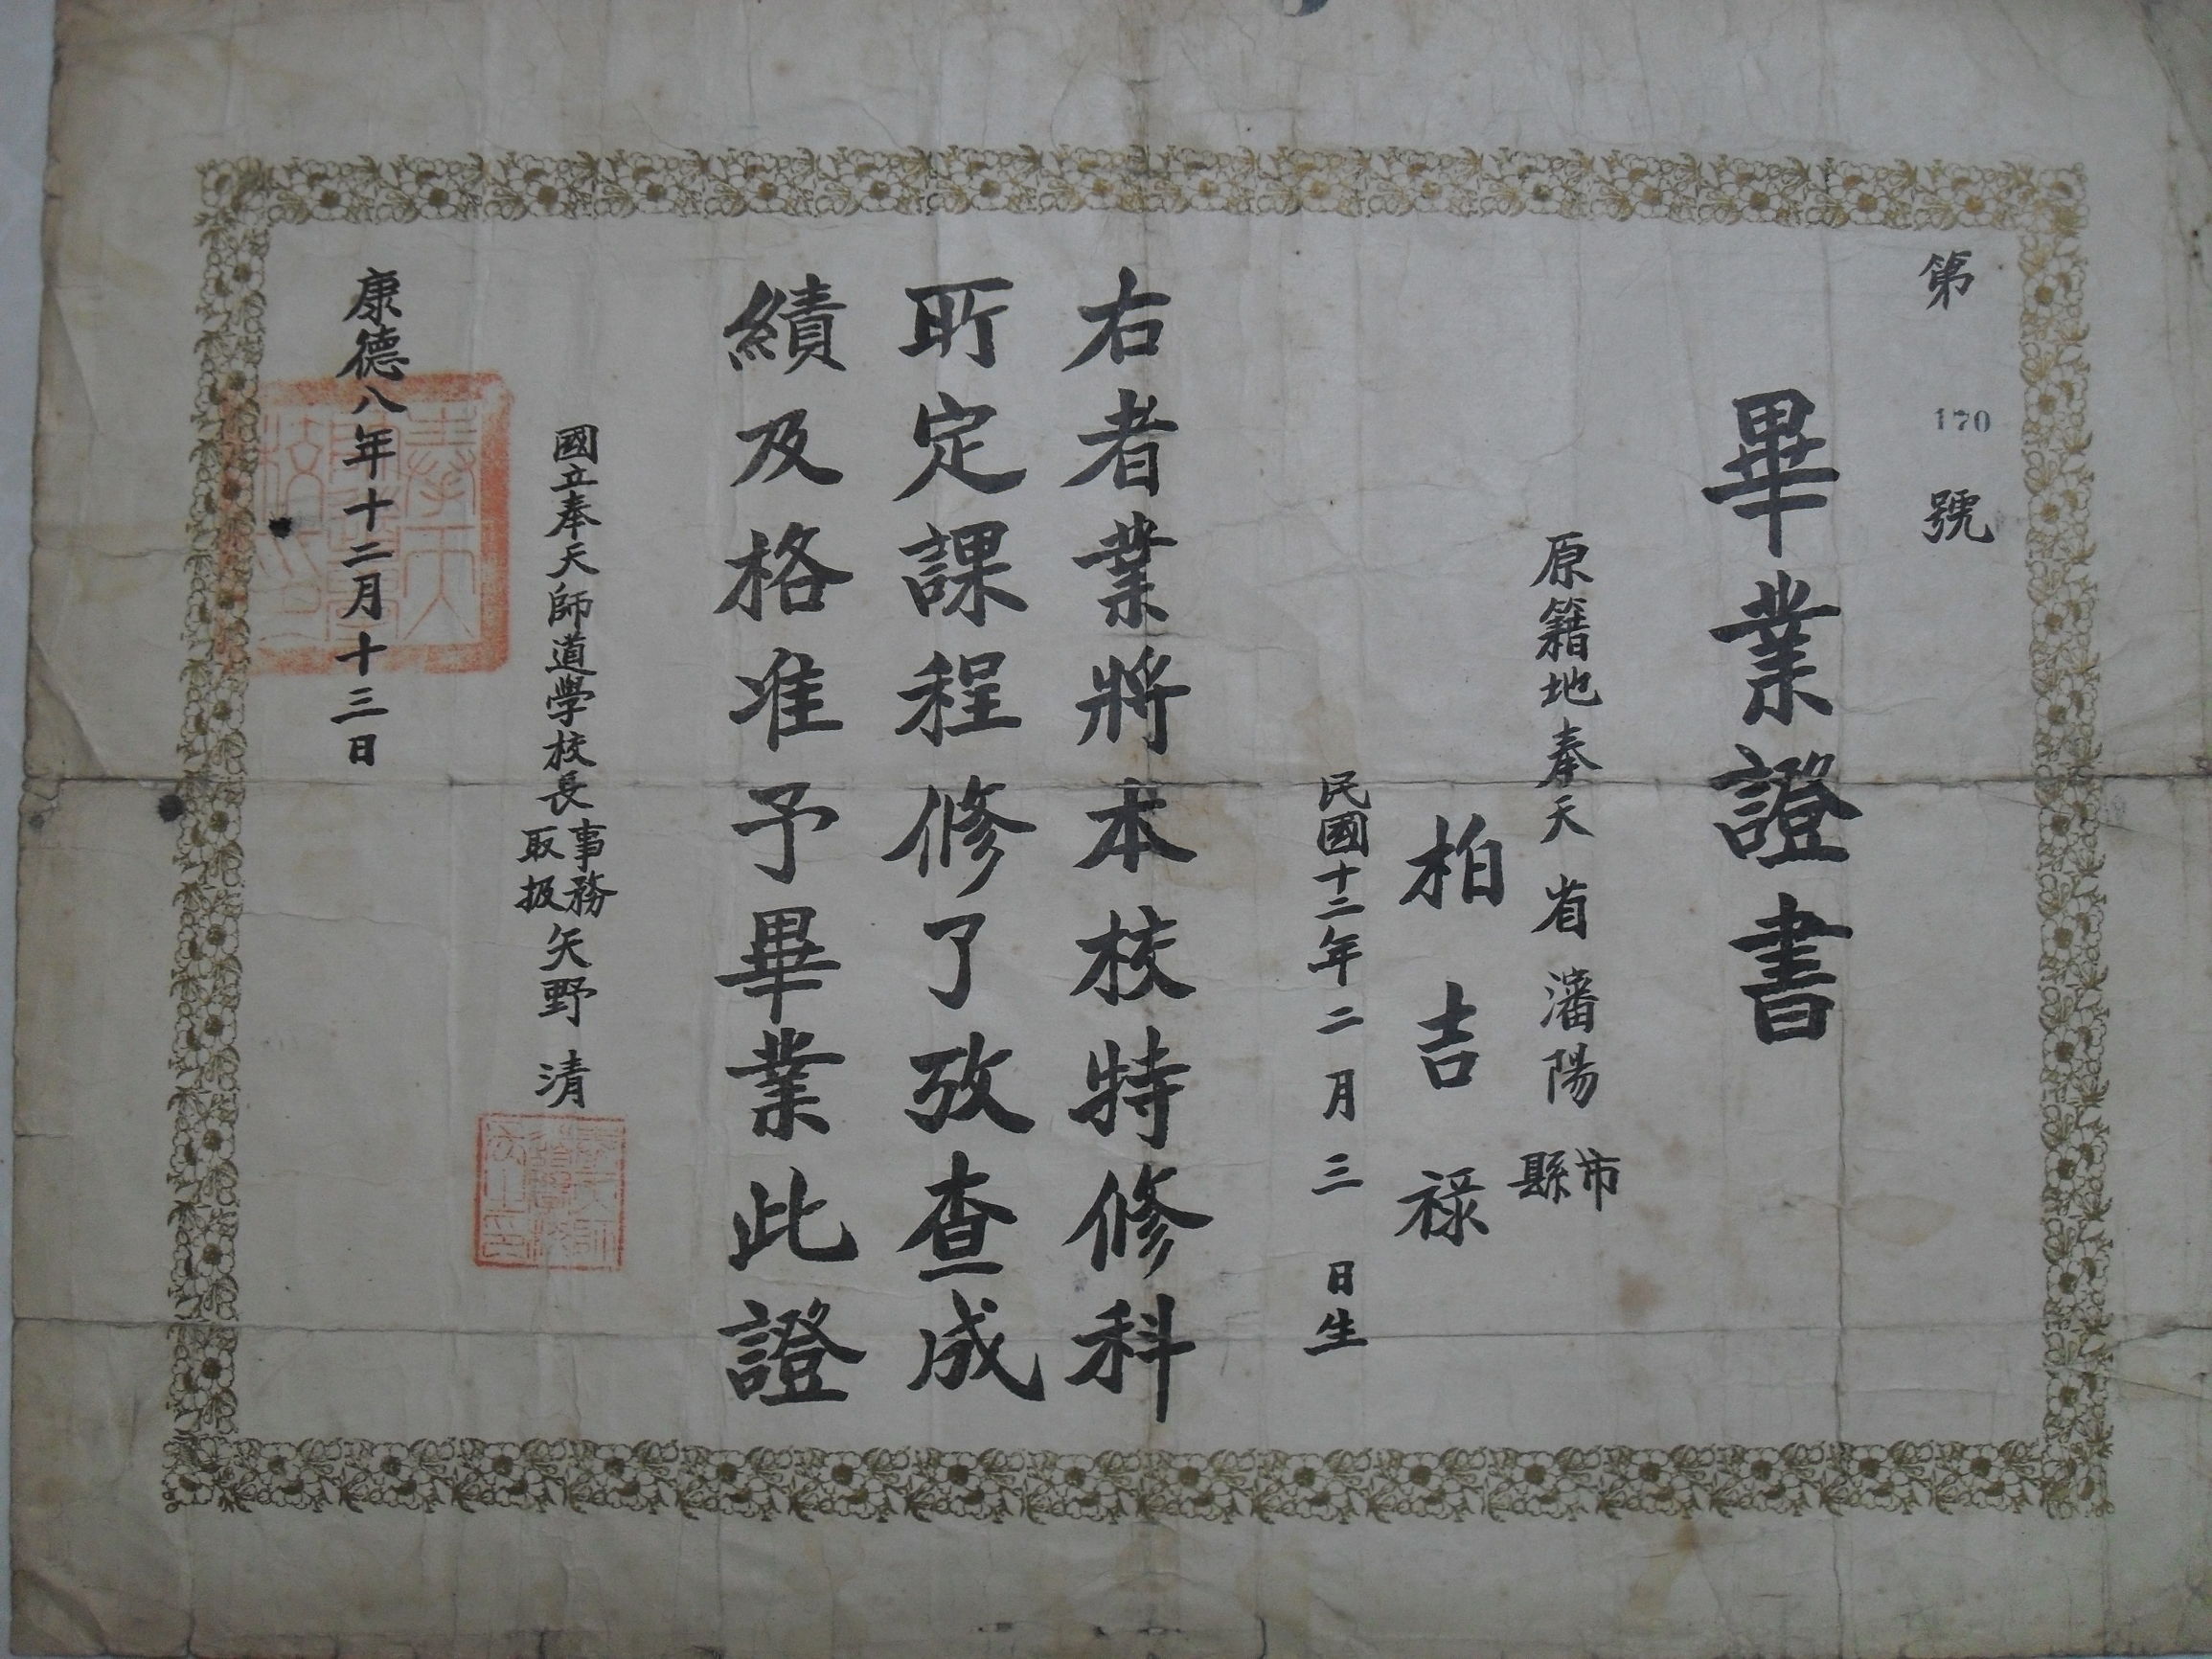 第170號
畢業證書
原籍地奉天省瀋陽市縣
柏吉祿
民國十二年二月三日生
右者業將本校特修科
所定課程修了攷查成
績及格准予畢業此證
國立奉天師道學校長事務取扱矢野清
康德八年十二月十三日